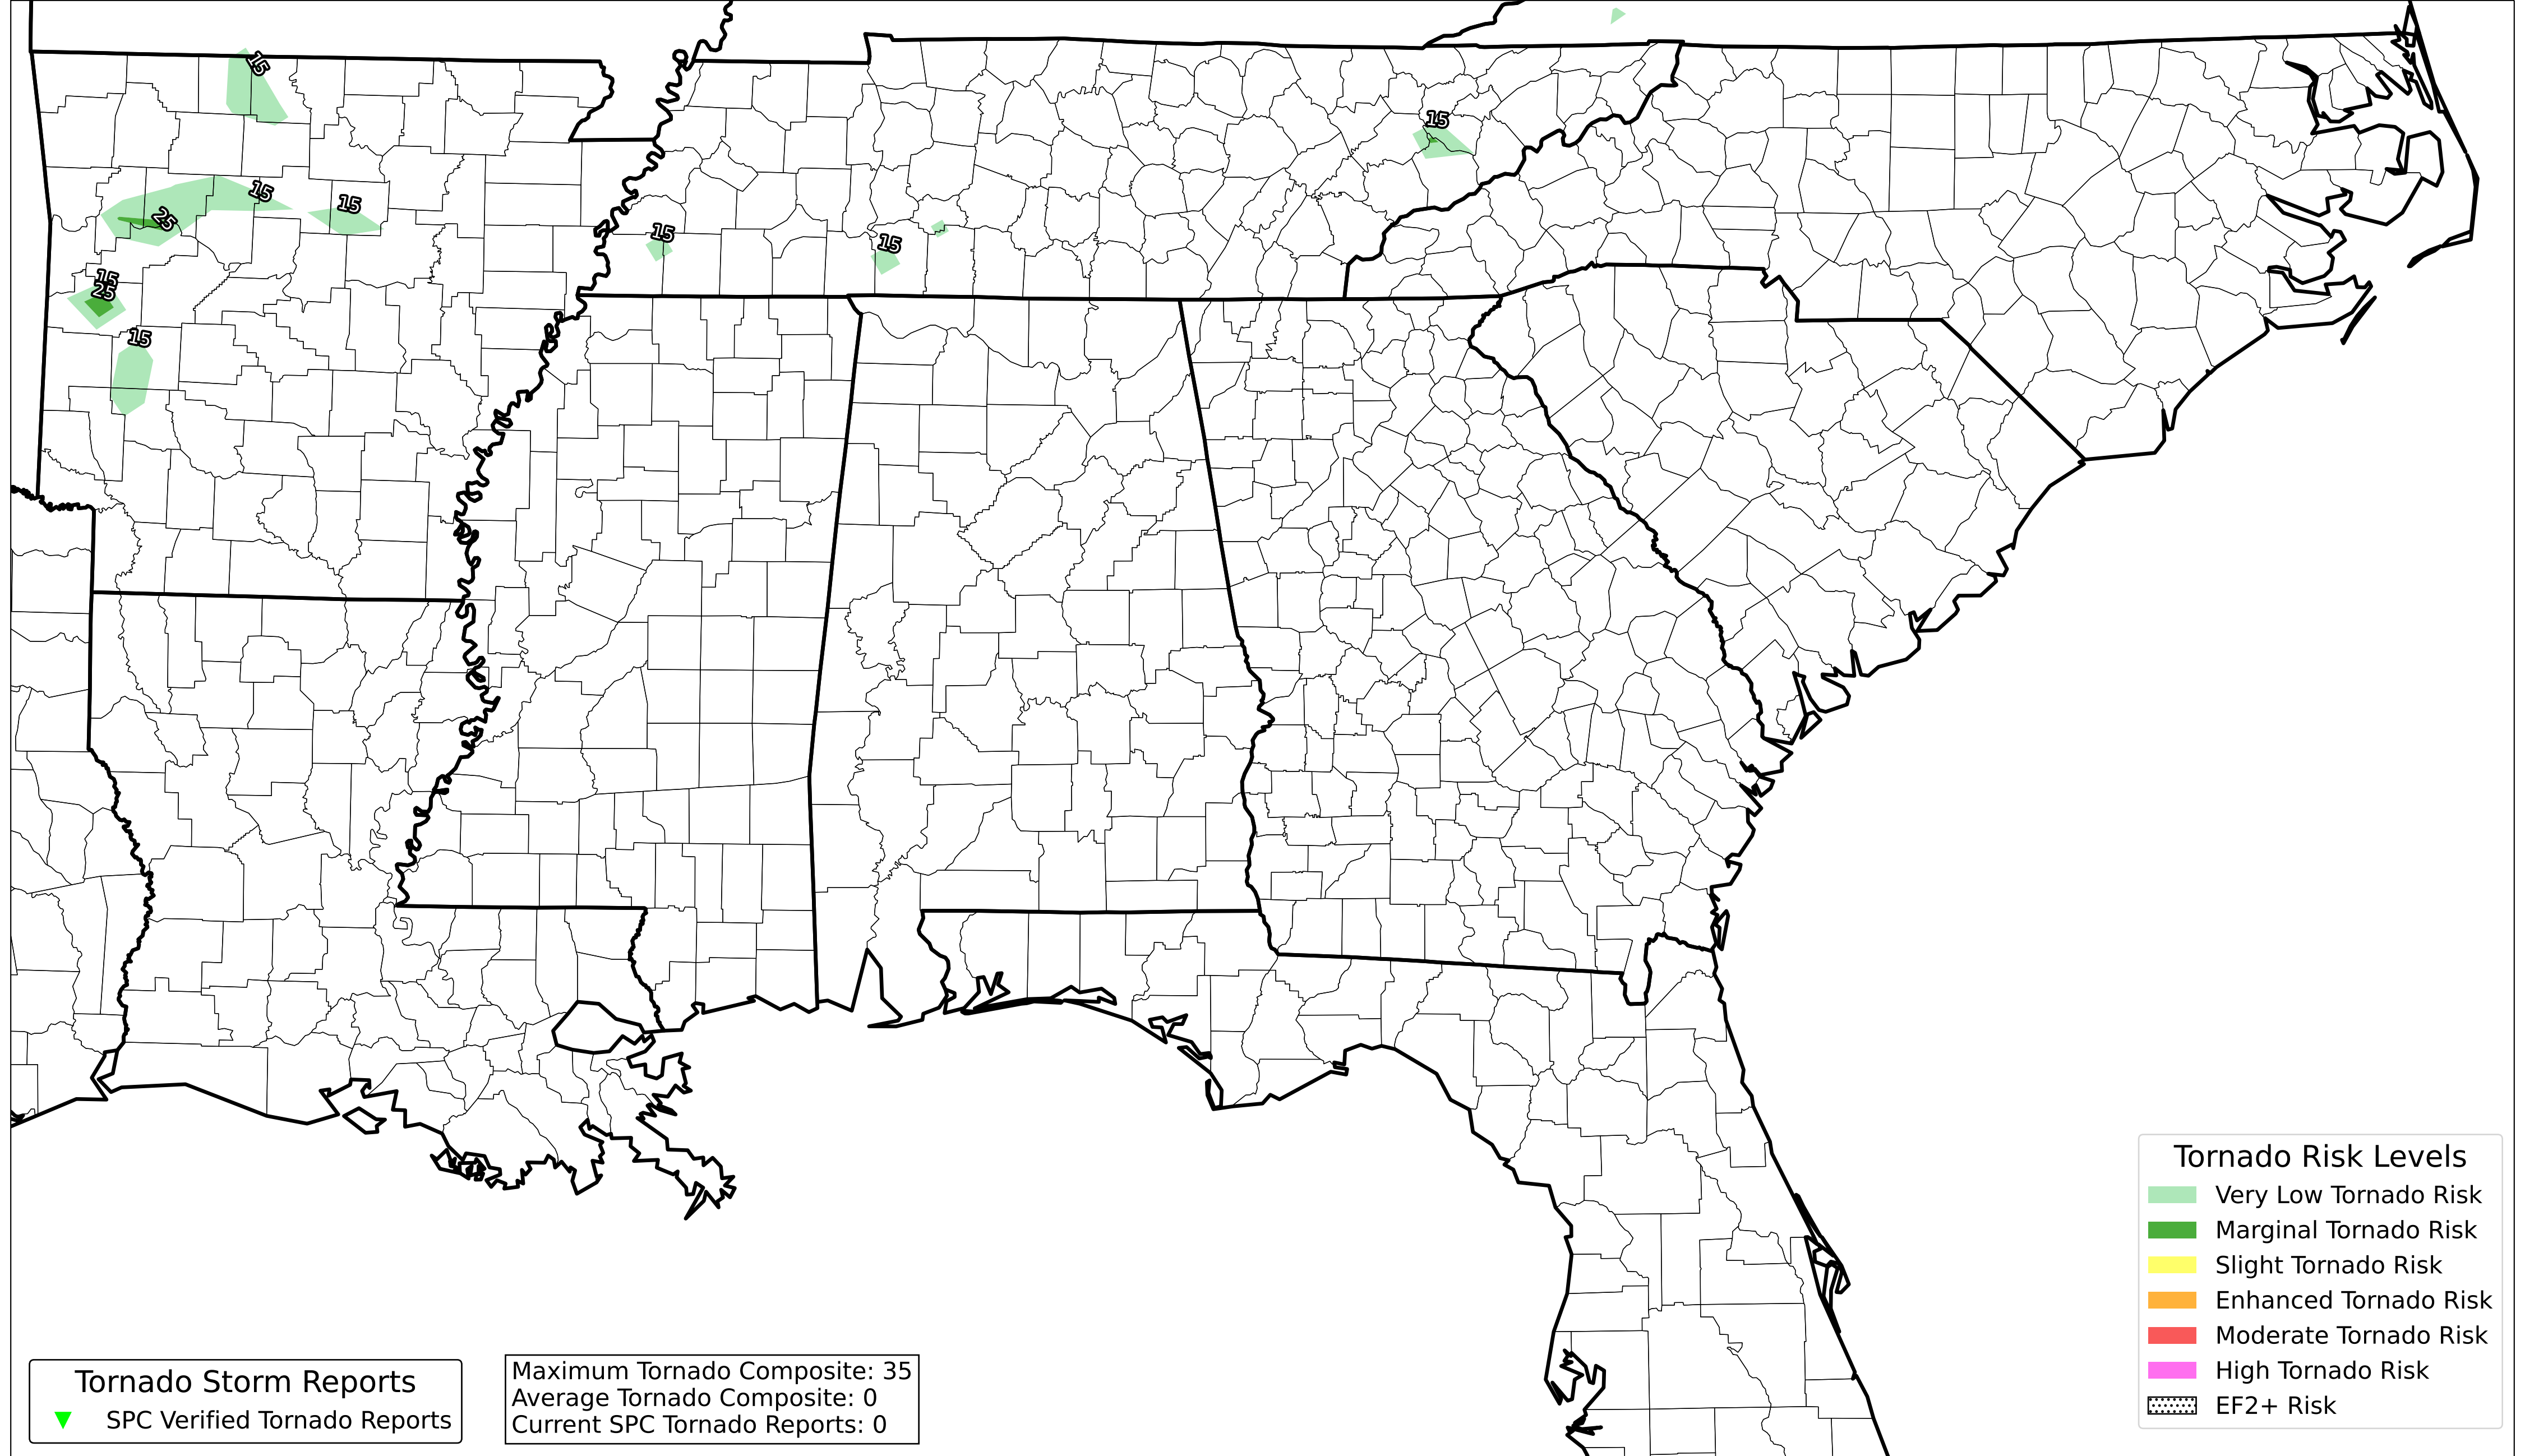 15
15
15
15
25
15
15
15
25
15
Tornado Risk Levels
Very Low Tornado Risk
Marginal Tornado Risk
Slight Tornado Risk
Enhanced Tornado Risk
Moderate Tornado Risk
High Tornado Risk
EF2+ Risk
Tornado Storm Reports
SPC Verified Tornado Reports
Maximum Tornado Composite: 35
Average Tornado Composite: 0
Current SPC Tornado Reports: 0